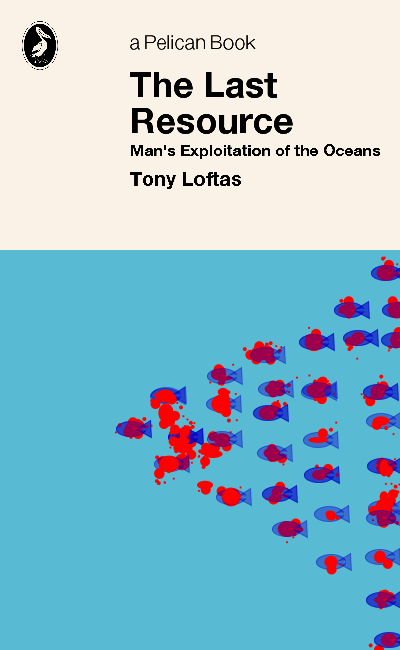 a Pelican Book
The Last
Resource
Man's Exploitation of the Oceans
Tony Loftas